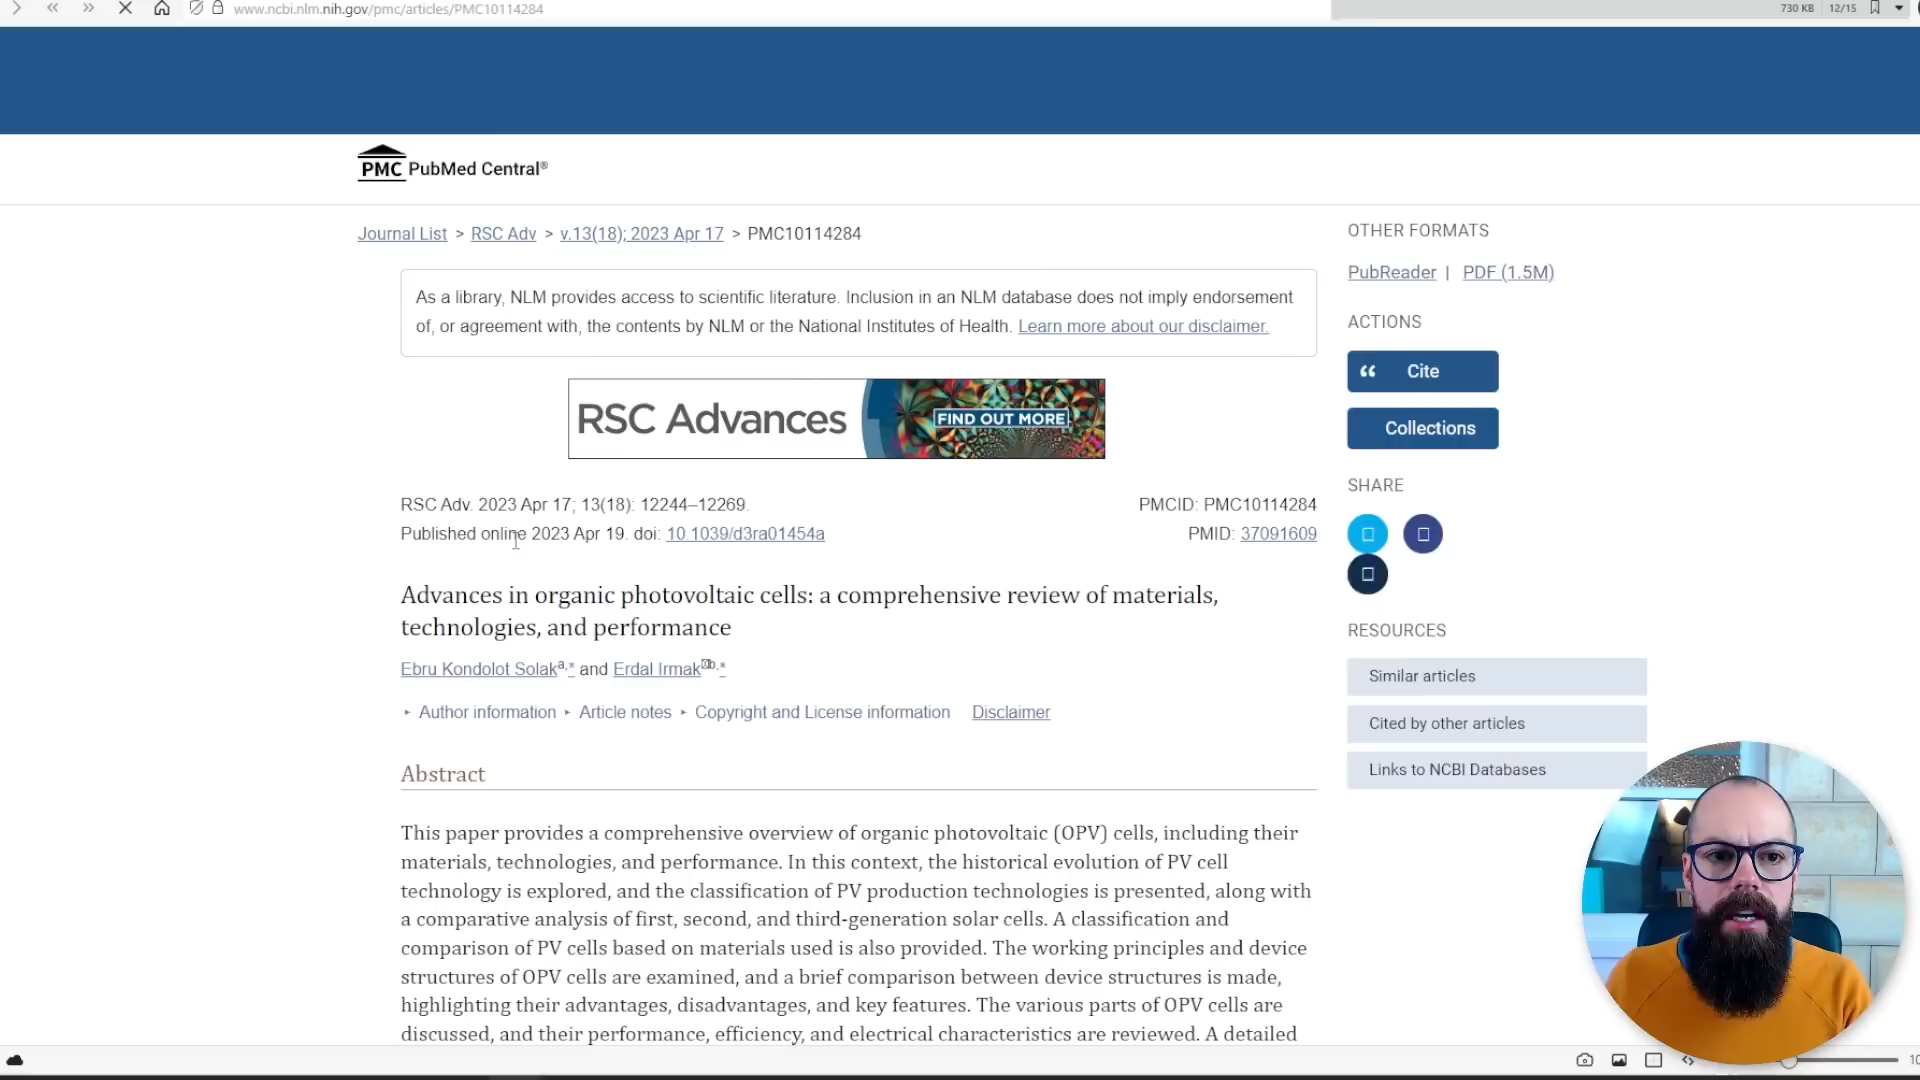 www.ncbi.nlm.nih.gov/pmc/articles/PMC10114284
730 KB
12/15
PMC PubMed Central®
Journal List > RSC Adv > v.13(18); 2023 Apr 17 > PMC10114284
As a library, NLM provides access to scientific literature. Inclusion in an NLM database does not imply endorsement
of, or agreement with, the contents by NLM or the National Institutes of Health. Learn more about our disclaimer.
RSC Advances
FIND OUT MORE
RSC Adv. 2023 Apr 17; 13(18): 12244–12269.
Published online 2023 Apr 19. doi: 10.1039/d3ra01454a
PMCID: PMC10114284
PMID: 37091609
Advances in organic photovoltaic cells: a comprehensive review of materials,
technologies, and performance
Ebru Kondolot Solak a,* and Erdal Irmak b,*
Author information
Article notes
Copyright and License information
Disclaimer
Abstract
This paper provides a comprehensive overview of organic photovoltaic (OPV) cells, including their
materials, technologies, and performance. In this context, the historical evolution of PV cell
technology is explored, and the classification of PV production technologies is presented, along with
a comparative analysis of first, second, and third-generation solar cells. A classification and
comparison of PV cells based on materials used is also provided. The working principles and device
structures of OPV cells are examined, and a brief comparison between device structures is made,
highlighting their advantages, disadvantages, and key features. The various parts of OPV cells are
discussed, and their performance, efficiency, and electrical characteristics are reviewed. A detailed
OTHER FORMATS
PubReader | PDF (1.5M)
ACTIONS
Cite
Collections
SHARE
RESOURCES
Similar articles
Cited by other articles
Links to NCBI Databases